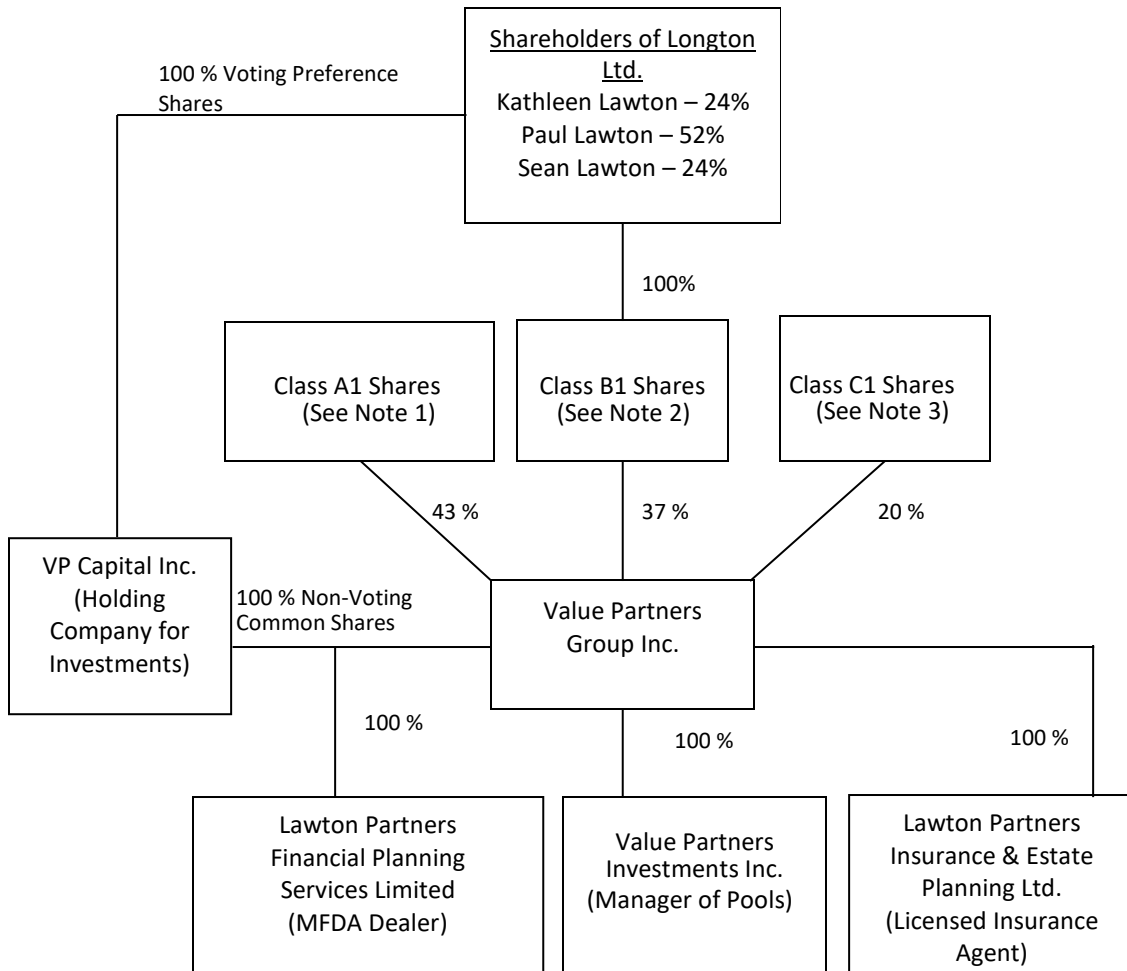 Shareholders of Longton
Ltd.
Kathleen Lawton – 24%
Paul Lawton – 52%
Sean Lawton – 24%
100 % Voting Preference
Shares
100%
Class A1 Shares
(See Note 1)
Class B1 Shares
(See Note 2)
Class C1 Shares
(See Note 3)
43 %
37 %
20 %
VP Capital Inc.
(Holding
Company for
Investments)
100 % Non-Voting
Common Shares
Value Partners
Group Inc.
100 %
100 %
100 %
Lawton Partners
Financial Planning
Services Limited
(MFDA Dealer)
Value Partners
Investments Inc.
(Manager of Pools)
Lawton Partners
Insurance & Estate
Planning Ltd.
(Licensed Insurance
Agent)